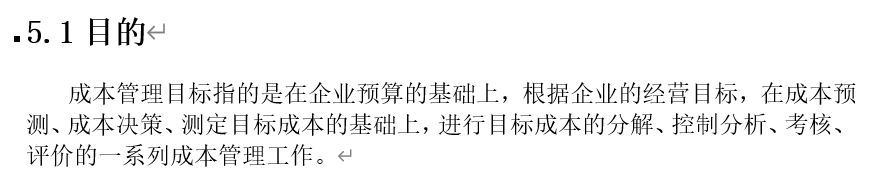 5.1 目的
成本管理目标指的是在企业预算的基础上，根据企业的经营目标，在成本预
测、成本决策、测定目标成本的基础上，进行目标成本的分解、控制分析、考核、
评价的一系列成本管理工作。